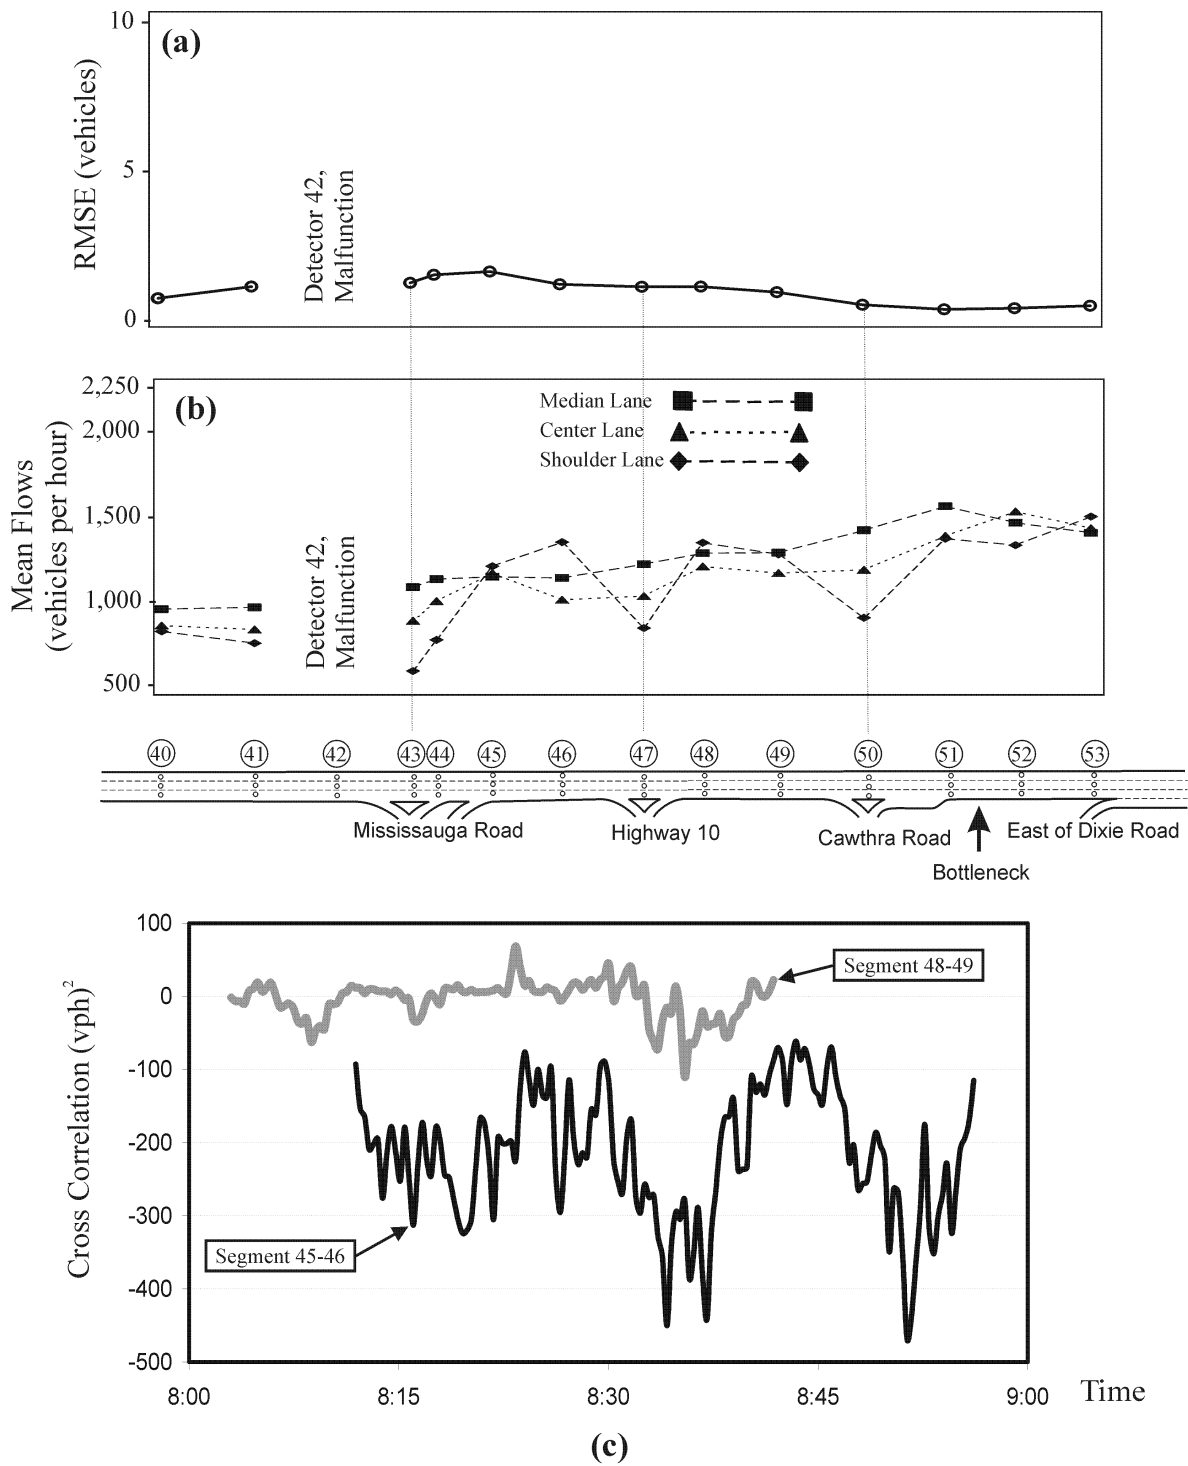 (a)
RMSE (vehicles)
10
5
0
Detector 42,
Malfunction
(b)
Mean Flows
(vehicles per hour)
2,250
2,000
1,500
1,000
500
Median Lane
Center Lane
Shoulder Lane
Detector 42,
Malfunction
40 41 42 43 44 45 46 47 48 49 50 51 52 53
Mississauga Road
Highway 10
Cawthra Road
East of Dixie Road
Bottleneck
Cross Correlation (vph)²
100
0
-100
-200
-300
-400
-500
Segment 48-49
Segment 45-46
8:00 8:15 8:30 8:45 9:00 Time
(c)